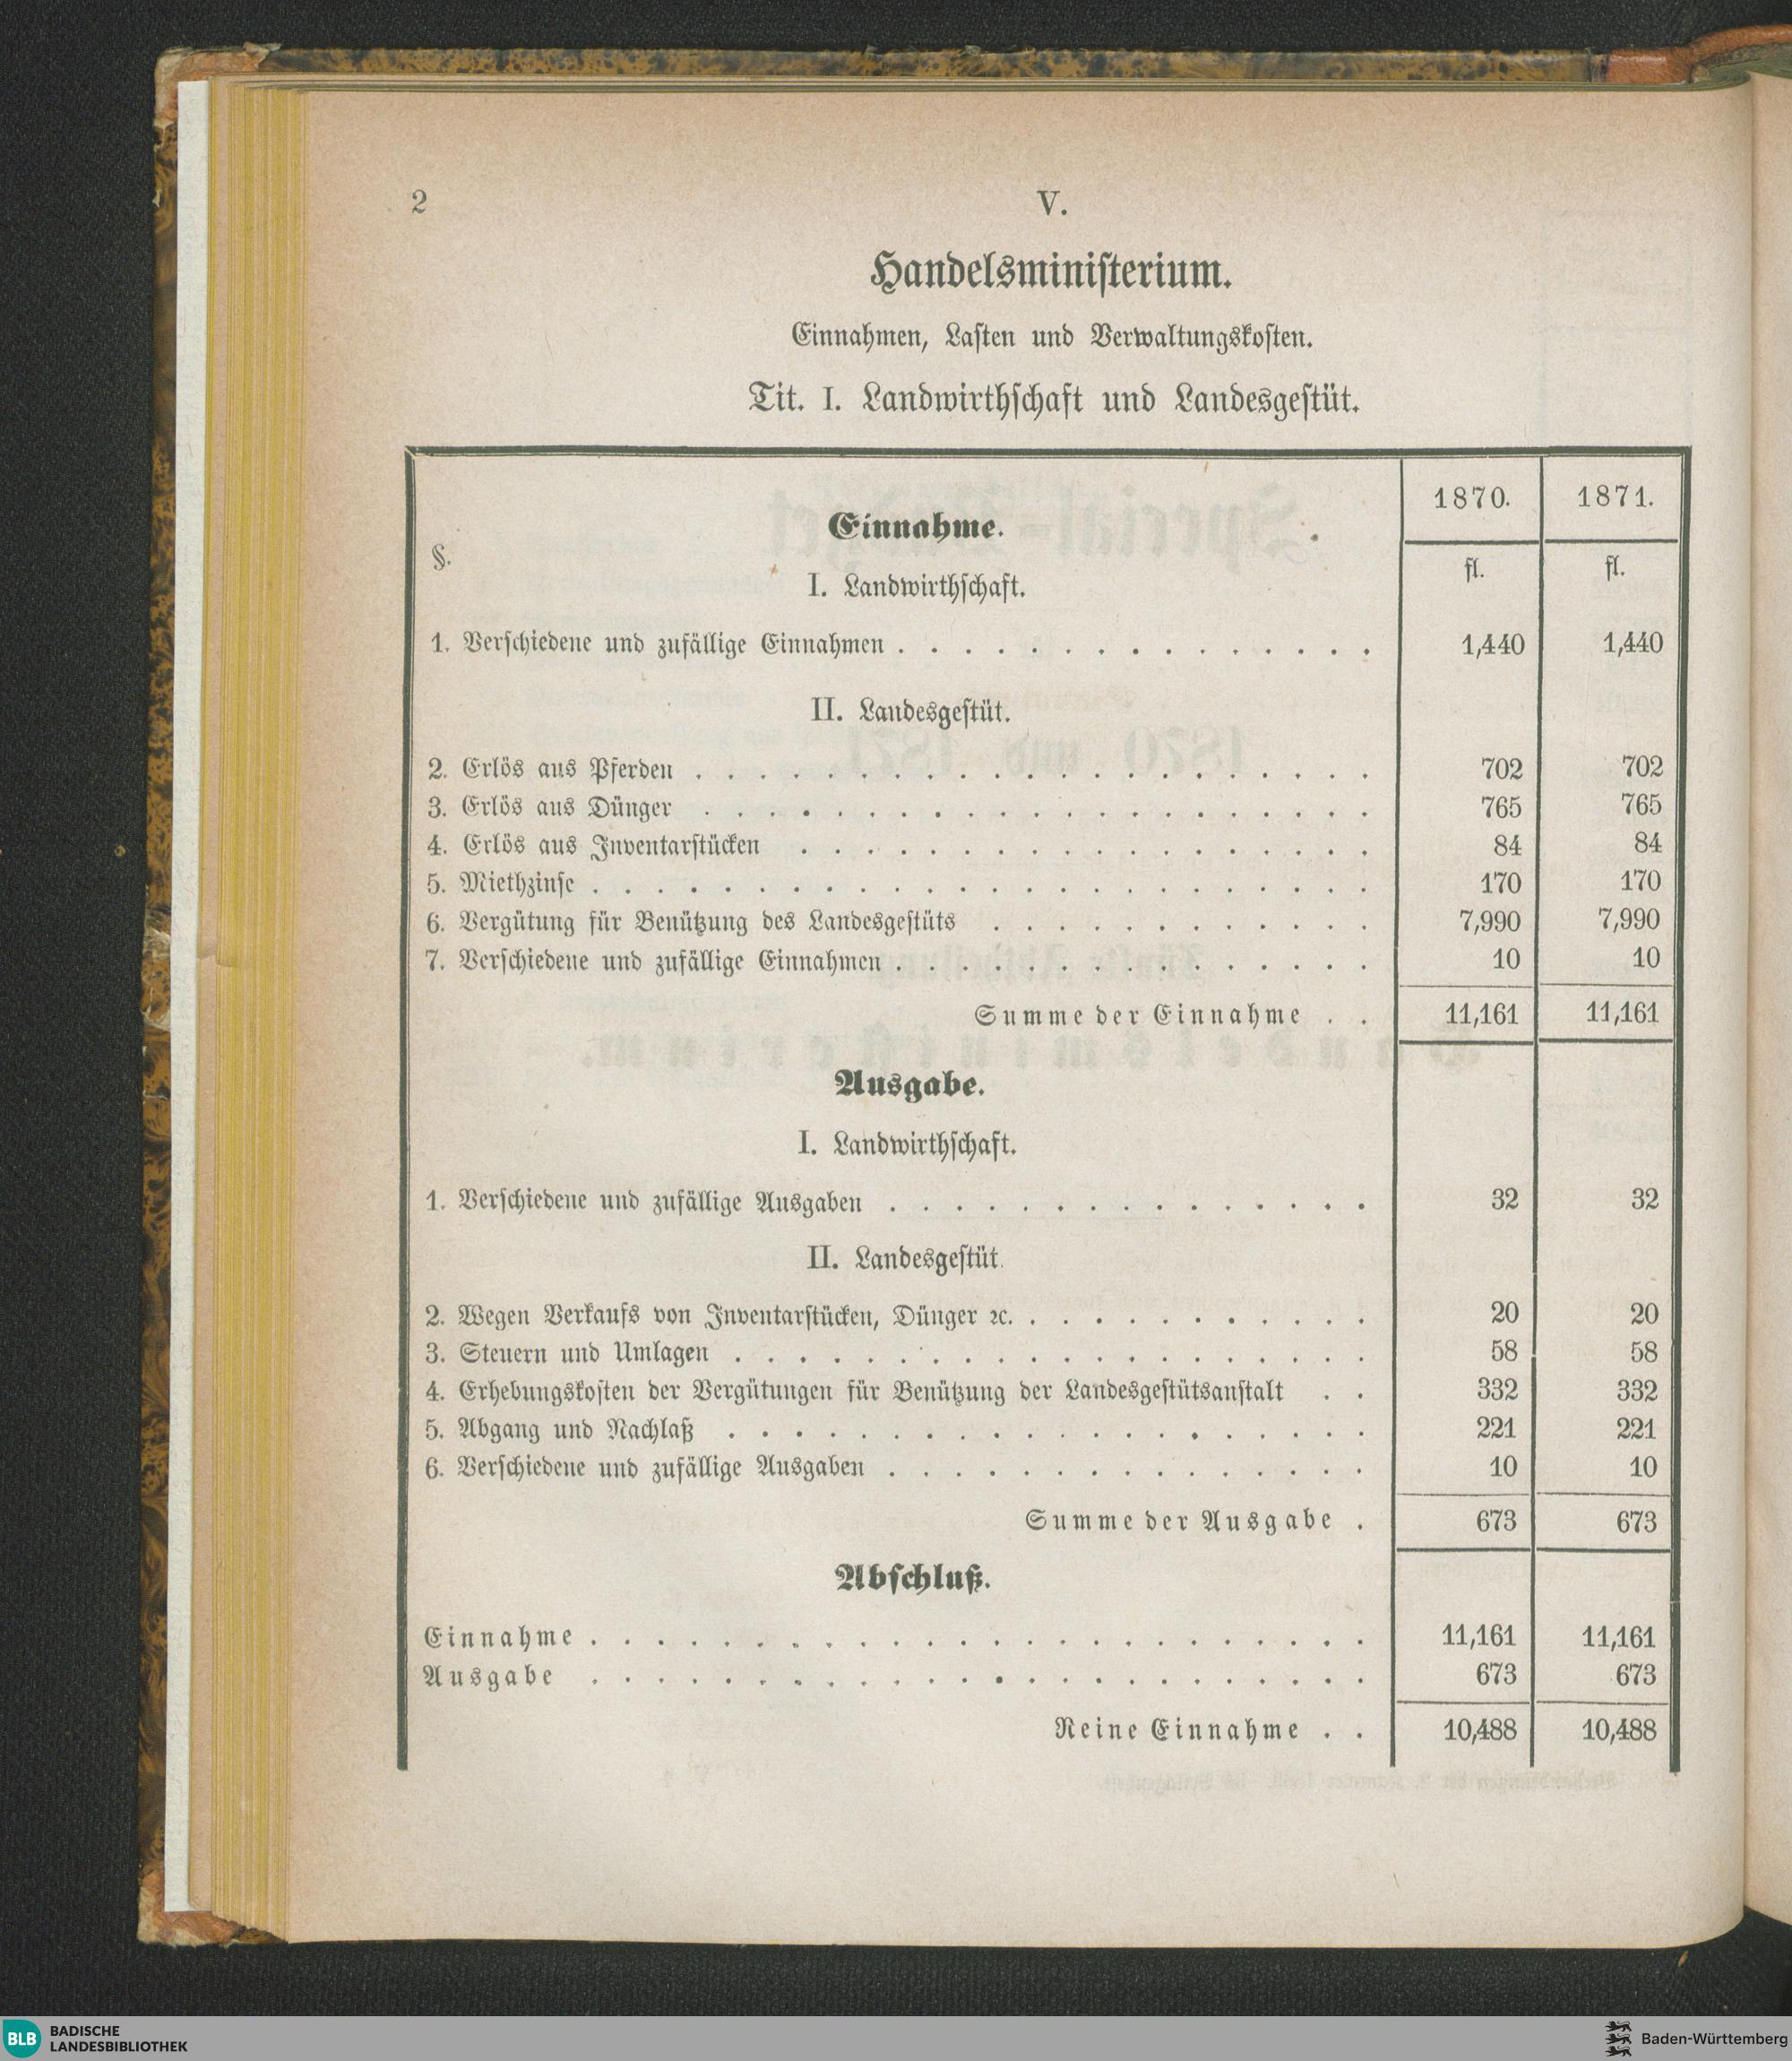 2
V.
Handelsministerium.
Einnahmen, Lasten und Verwaltungskosten.
Tit. I. Landwirthschaft und Landesgestüt.
1870. 1871.
Einnahme.
§.
fl. fl.
I. Landwirthschaft.
1. Verschiedene und zufällige Einnahmen . . . . . . . . . . . . . . . 1,440 1,440
II. Landesgestüt.
2. Erlös aus Pferden . . . . . . . . . . . . . . . . . . . . . 702 702
3. Erlös aus Dünger . . . . . . . . . . . . . . . . . . . . . 765 765
4. Erlös aus Inventarstücken . . . . . . . . . . . . . . . . . . 84 84
5. Miethzinse . . . . . . . . . . . . . . . . . . . . . . . . 170 170
6. Vergütung für Benützung des Landesgestüts . . . . . . . . . . . . 7,990 7,990
7. Verschiedene und zufällige Einnahmen . . . . . . . . . . . . . . . 10 10
Summe der Einnahme . . 11,161 11,161
Ausgabe.
I. Landwirthschaft.
1. Verschiedene und zufällige Ausgaben . . . . . . . . . . . . . . . 32 32
II. Landesgestüt.
2. Wegen Verkaufs von Inventarstücken, Dünger ꝛc. . . . . . . . . . . . 20 20
3. Steuern und Umlagen . . . . . . . . . . . . . . . . . . . . 58 58
4. Erhebungskosten der Vergütungen für Benützung der Landesgestütsanstalt . . 332 332
5. Abgang und Nachlaß . . . . . . . . . . . . . . . . . . . . 221 221
6. Verschiedene und zufällige Ausgaben . . . . . . . . . . . . . . . 10 10
Summe der Ausgabe . 673 673
Abschluß.
Einnahme . . . . . . . . . . . . . . . . . . . . . . . . 11,161 11,161
Ausgabe . . . . . . . . . . . . . . . . . . . . . . . . 673 673
Reine Einnahme . . 10,488 10,488
BLB BADISCHE
LANDESBIBLIOTHEK
Baden-Württemberg